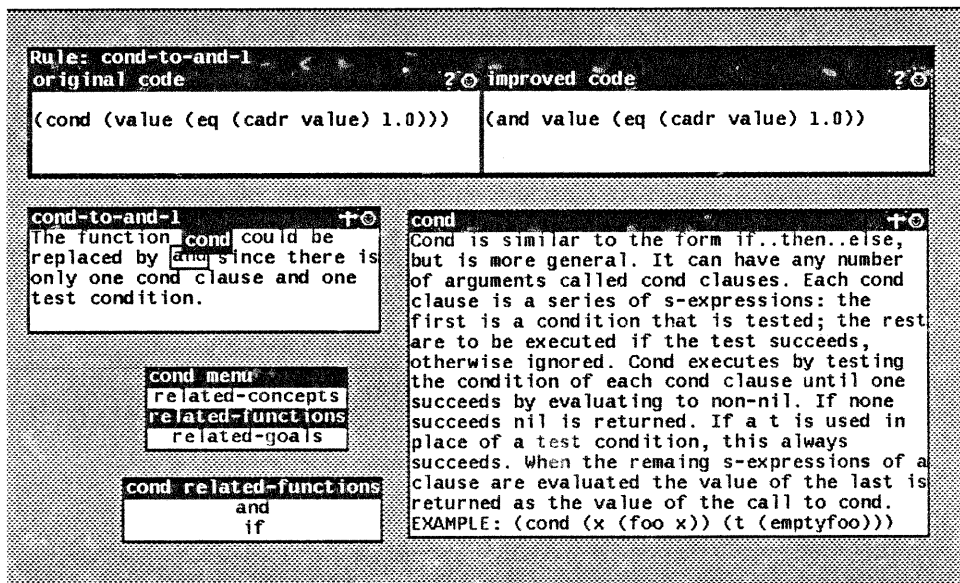 Rule: cond-to-and-1
original code ? improved code ?
(cond (value (eq (cadr value) 1.0))) (and value (eq (cadr value) 1.0))
cond-to-and-1
The function cond could be
replaced by and since there is
only one cond clause and one
test condition.
cond menu
related-concepts
related-functions
related-goals
cond related-functions
and
if
cond
Cond is similar to the form if..then..else,
but is more general. It can have any number
of arguments called cond clauses. Each cond
clause is a series of s-expressions: the
first is a condition that is tested; the rest
are to be executed if the test succeeds,
otherwise ignored. Cond executes by testing
the condition of each cond clause until one
succeeds by evaluating to non-nil. If none
succeeds nil is returned. If a t is used in
place of a test condition, this always
succeeds. When the remaing s-expressions of a
clause are evaluated the value of the last is
returned as the value of the call to cond.
EXAMPLE: (cond (x (foo x)) (t (emptyfoo)))